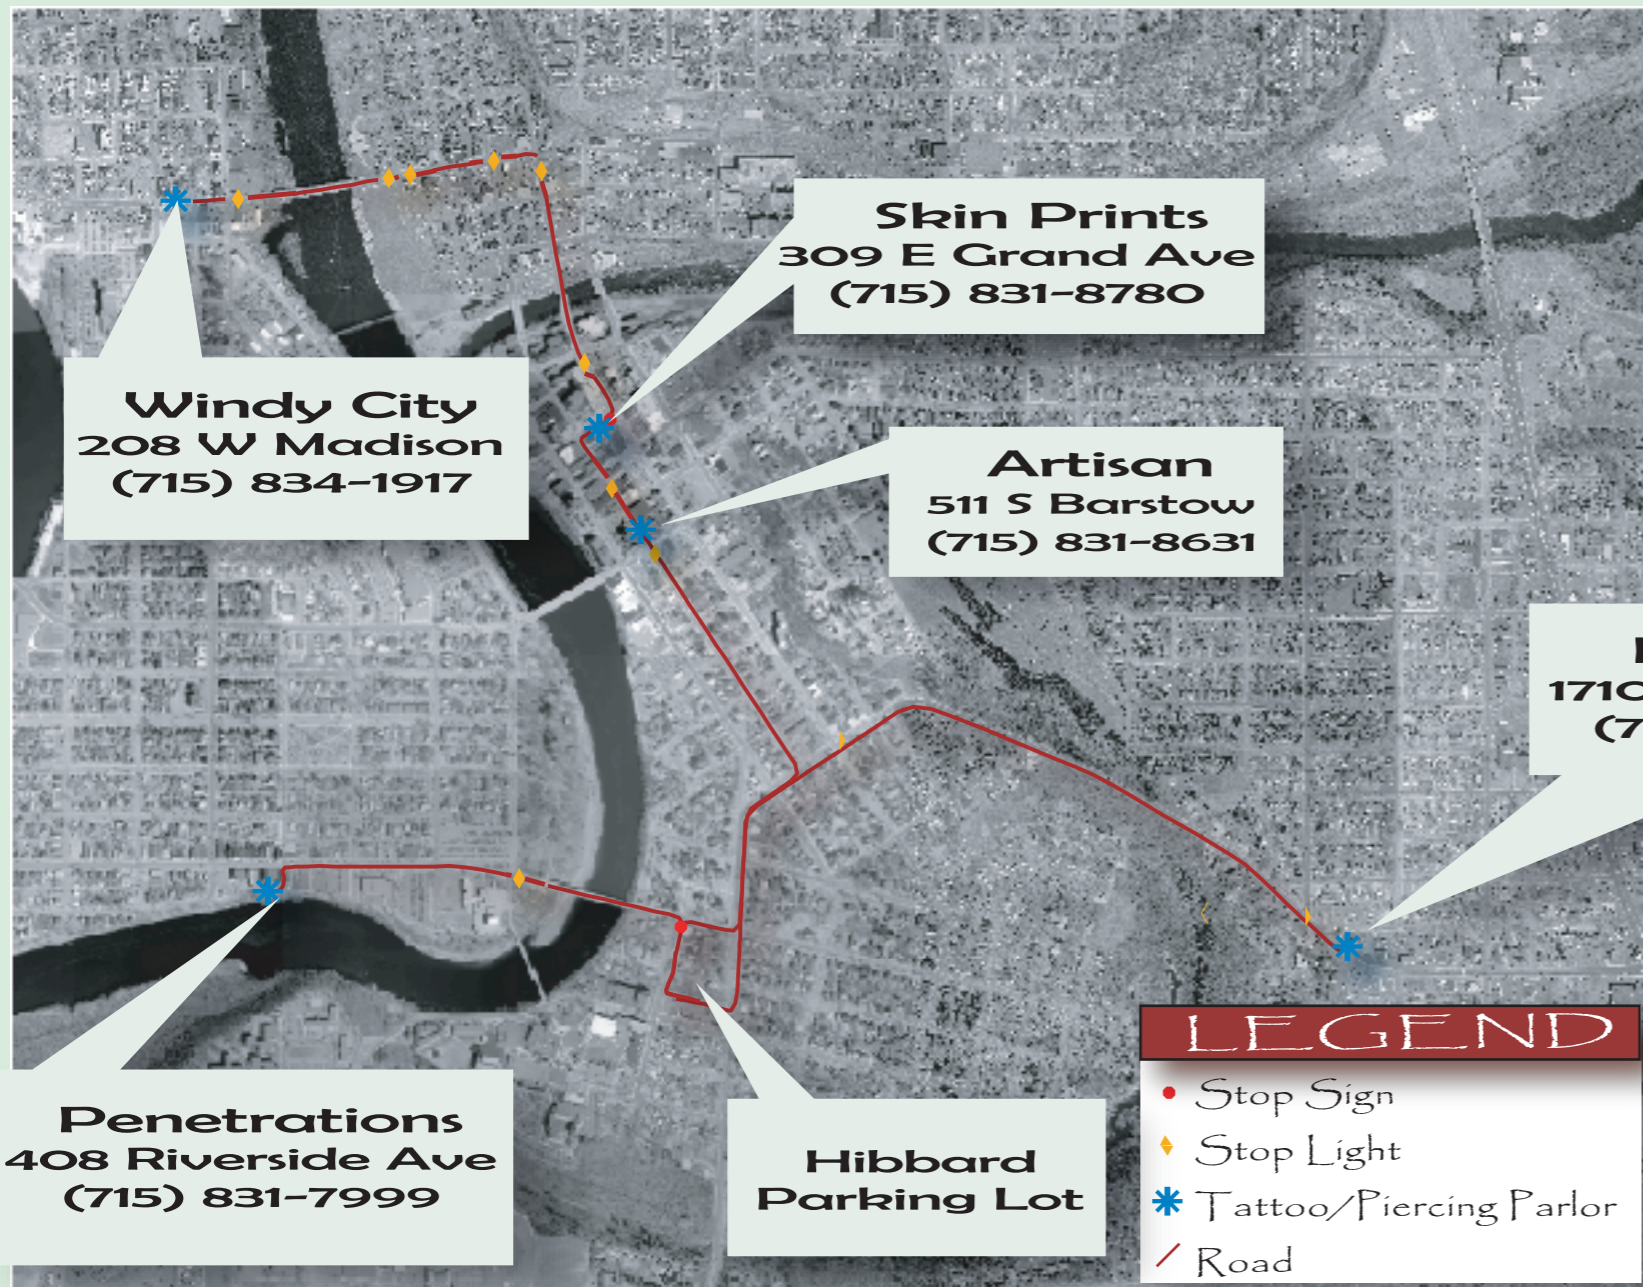 Skin Prints
309 E Grand Ave
(715) 831-8780
Windy City
208 W Madison
(715) 834-1917
Artisan
511 S Barstow
(715) 831-8631
1710
(7
Penetrations
408 Riverside Ave
(715) 831-7999
Hibbard
Parking Lot
LEGEND
Stop Sign
Stop Light
Tattoo/Piercing Parlor
Road